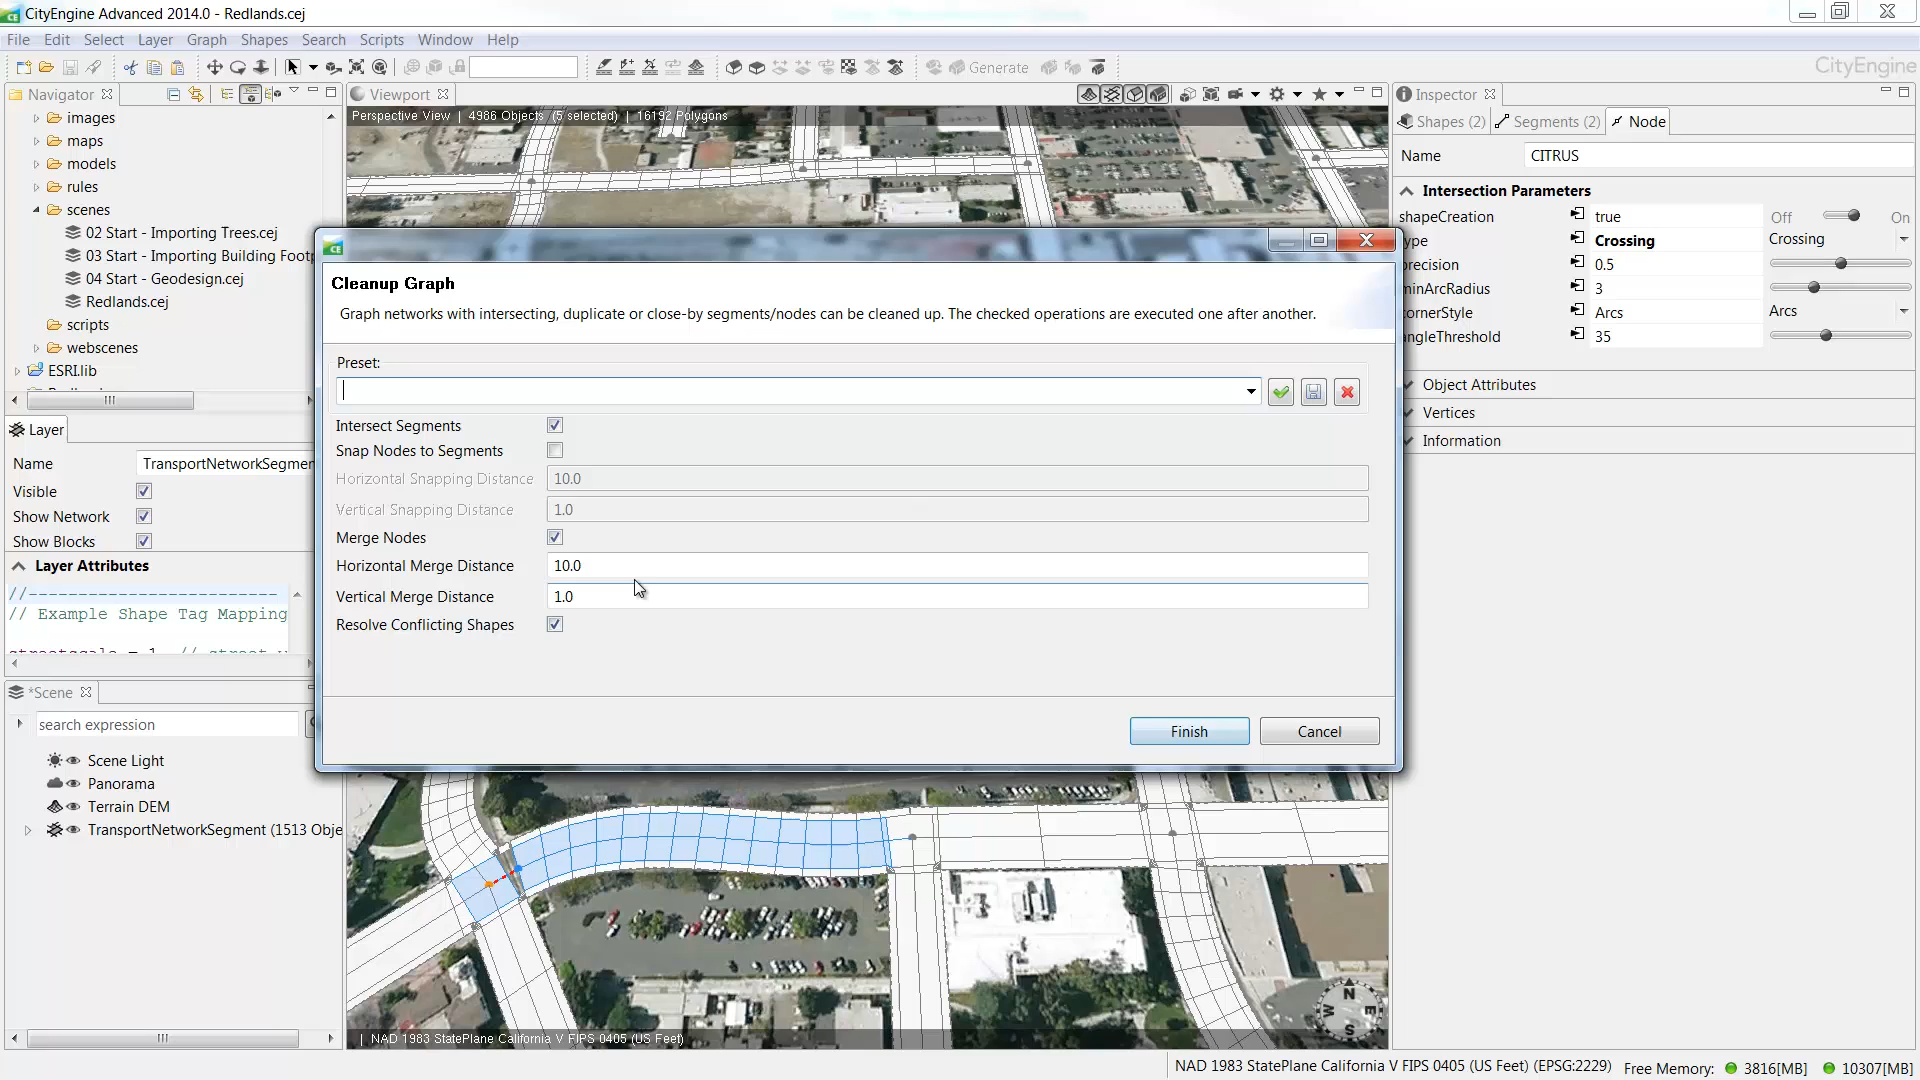 CityEngine Advanced 2014.0 - Redlands.cej
File Edit Select Layer Graph Shapes Search Scripts Window Help
Generate
CityEngine
Navigator
images
maps
models
rules
scenes
02 Start - Importing Trees.cej
03 Start - Importing Building Footp
04 Start - Geodesign.cej
Redlands.cej
scripts
webscenes
ESRI.lib
Layer
Name TransportNetworkSegmen
Visible
Show Network
Show Blocks
Layer Attributes
//-------------------------
// Example Shape Tag Mapping
*Scene
search expression
Scene Light
Panorama
Terrain DEM
TransportNetworkSegment (1513 Obje
Viewport
Perspective View | 4986 Objects (5 selected) | 16192 Polygons
CE
Cleanup Graph
Graph networks with intersecting, duplicate or close-by segments/nodes can be cleaned up. The checked operations are executed one after another.
Preset:
Intersect Segments
Snap Nodes to Segments
Horizontal Snapping Distance 10.0
Vertical Snapping Distance 1.0
Merge Nodes
Horizontal Merge Distance 10.0
Vertical Merge Distance 1.0
Resolve Conflicting Shapes
Finish Cancel
N
W E
S
| NAD 1983 StatePlane California V FIPS 0405 (US Feet)
Inspector
Shapes (2) Segments (2) Node
Name CITRUS
Intersection Parameters
shapeCreation true Off On
ype Crossing Crossing
precision 0.5
minArcRadius 3
cornerStyle Arcs Arcs
angleThreshold 35
Object Attributes
Vertices
Information
NAD 1983 StatePlane California V FIPS 0405 (US Feet) (EPSG:2229) Free Memory: 3816[MB] 10307[MB]